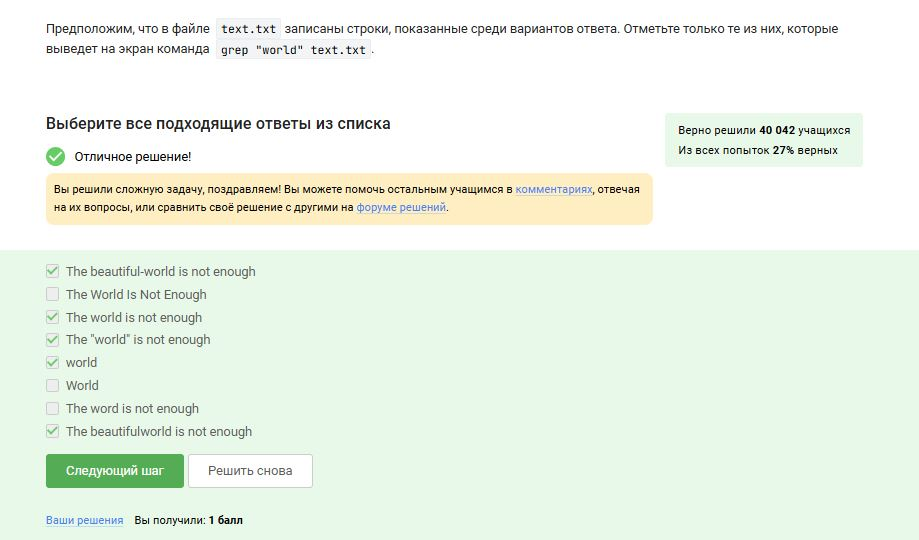 Предположим, что в файле text.txt записаны строки, показанные среди вариантов ответа. Отметьте только те из них, которые
выведет на экран команда grep "world" text.txt.
Выберите все подходящие ответы из списка
Верно решили 40 042 учащихся
Из всех попыток 27% верных
Отличное решение!
Вы решили сложную задачу, поздравляем! Вы можете помочь остальным учащимся в комментариях, отвечая
на их вопросы, или сравнить своё решение с другими на форуме решений.
The beautiful-world is not enough
The World Is Not Enough
The world is not enough
The "world" is not enough
world
World
The word is not enough
The beautifulworld is not enough
Следующий шаг Решить снова
Ваши решения Вы получили: 1 балл